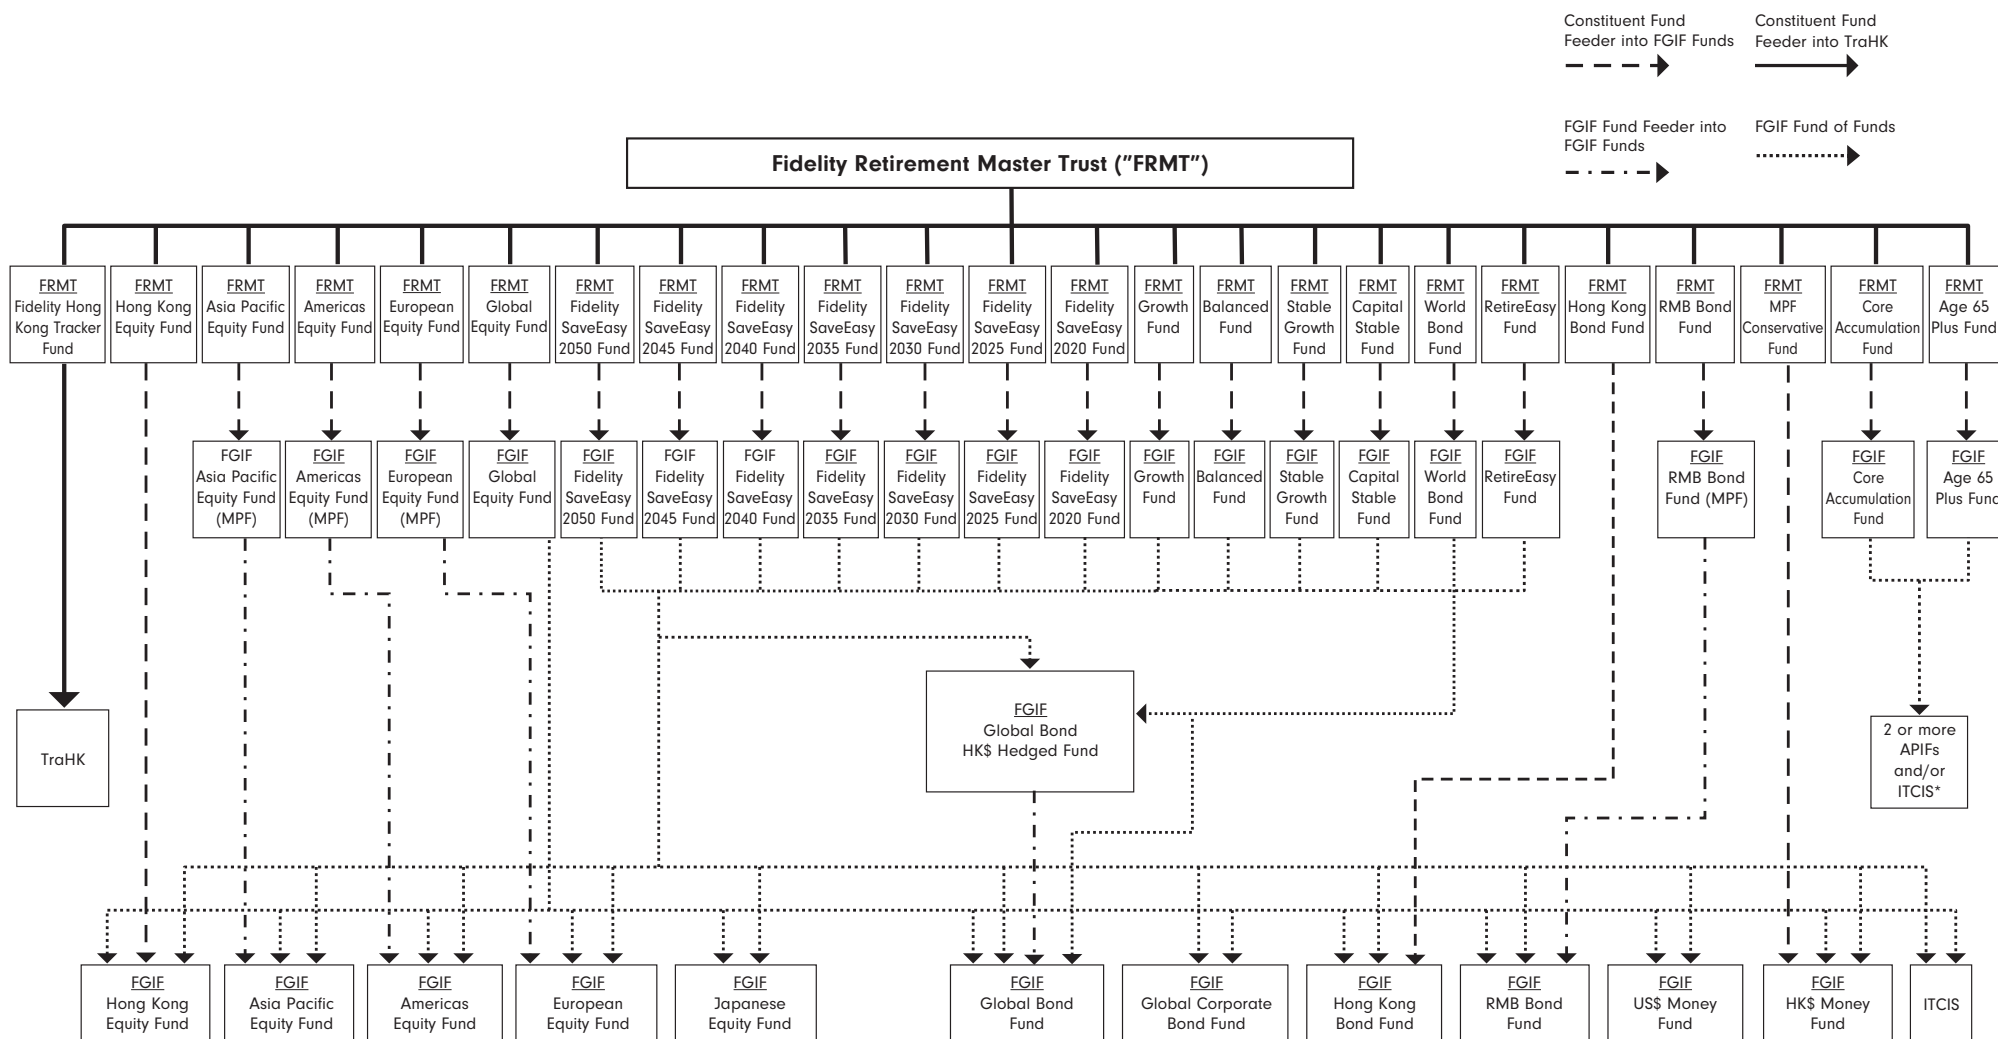 Constituent Fund
Feeder into FGIF Funds
Constituent Fund
Feeder into TraHK
FGIF Fund Feeder into
FGIF Funds
FGIF Fund of Funds
Fidelity Retirement Master Trust ("FRMT")
FRMT
Fidelity Hong
Kong Tracker
Fund
FRMT
Hong Kong
Equity Fund
FRMT
Asia Pacific
Equity Fund
FRMT
Americas
Equity Fund
FRMT
European
Equity Fund
FRMT
Global
Equity Fund
FRMT
Fidelity
SaveEasy
2050 Fund
FRMT
Fidelity
SaveEasy
2045 Fund
FRMT
Fidelity
SaveEasy
2040 Fund
FRMT
Fidelity
SaveEasy
2035 Fund
FRMT
Fidelity
SaveEasy
2030 Fund
FRMT
Fidelity
SaveEasy
2025 Fund
FRMT
Fidelity
SaveEasy
2020 Fund
FRMT
Growth
Fund
FRMT
Balanced
Fund
FRMT
Stable
Growth
Fund
FRMT
Capital
Stable
Fund
FRMT
World
Bond
Fund
FRMT
RetireEasy
Fund
FRMT
Hong Kong
Bond Fund
FRMT
RMB Bond
Fund
FRMT
MPF
Conservative
Fund
FRMT
Core
Accumulation
Fund
FRMT
Age 65
Plus Fund
FGIF
Asia Pacific
Equity Fund
(MPF)
FGIF
Americas
Equity Fund
(MPF)
FGIF
European
Equity Fund
(MPF)
FGIF
Global
Equity Fund
FGIF
Fidelity
SaveEasy
2050 Fund
FGIF
Fidelity
SaveEasy
2045 Fund
FGIF
Fidelity
SaveEasy
2040 Fund
FGIF
Fidelity
SaveEasy
2035 Fund
FGIF
Fidelity
SaveEasy
2030 Fund
FGIF
Fidelity
SaveEasy
2025 Fund
FGIF
Fidelity
SaveEasy
2020 Fund
FGIF
Growth
Fund
FGIF
Balanced
Fund
FGIF
Stable
Growth
Fund
FGIF
Capital
Stable
Fund
FGIF
World
Bond
Fund
FGIF
RetireEasy
Fund
FGIF
RMB Bond
Fund (MPF)
FGIF
Core
Accumulation
Fund
FGIF
Age 65
Plus Fund
TraHK
FGIF
Global Bond
HK$ Hedged Fund
2 or more
APIFs
and/or
ITCIS*
FGIF
Hong Kong
Equity Fund
FGIF
Asia Pacific
Equity Fund
FGIF
Americas
Equity Fund
FGIF
European
Equity Fund
FGIF
Japanese
Equity Fund
FGIF
Global Bond
Fund
FGIF
Global Corporate
Bond Fund
FGIF
Hong Kong
Bond Fund
FGIF
RMB Bond
Fund
FGIF
US$ Money
Fund
FGIF
HK$ Money
Fund
ITCIS